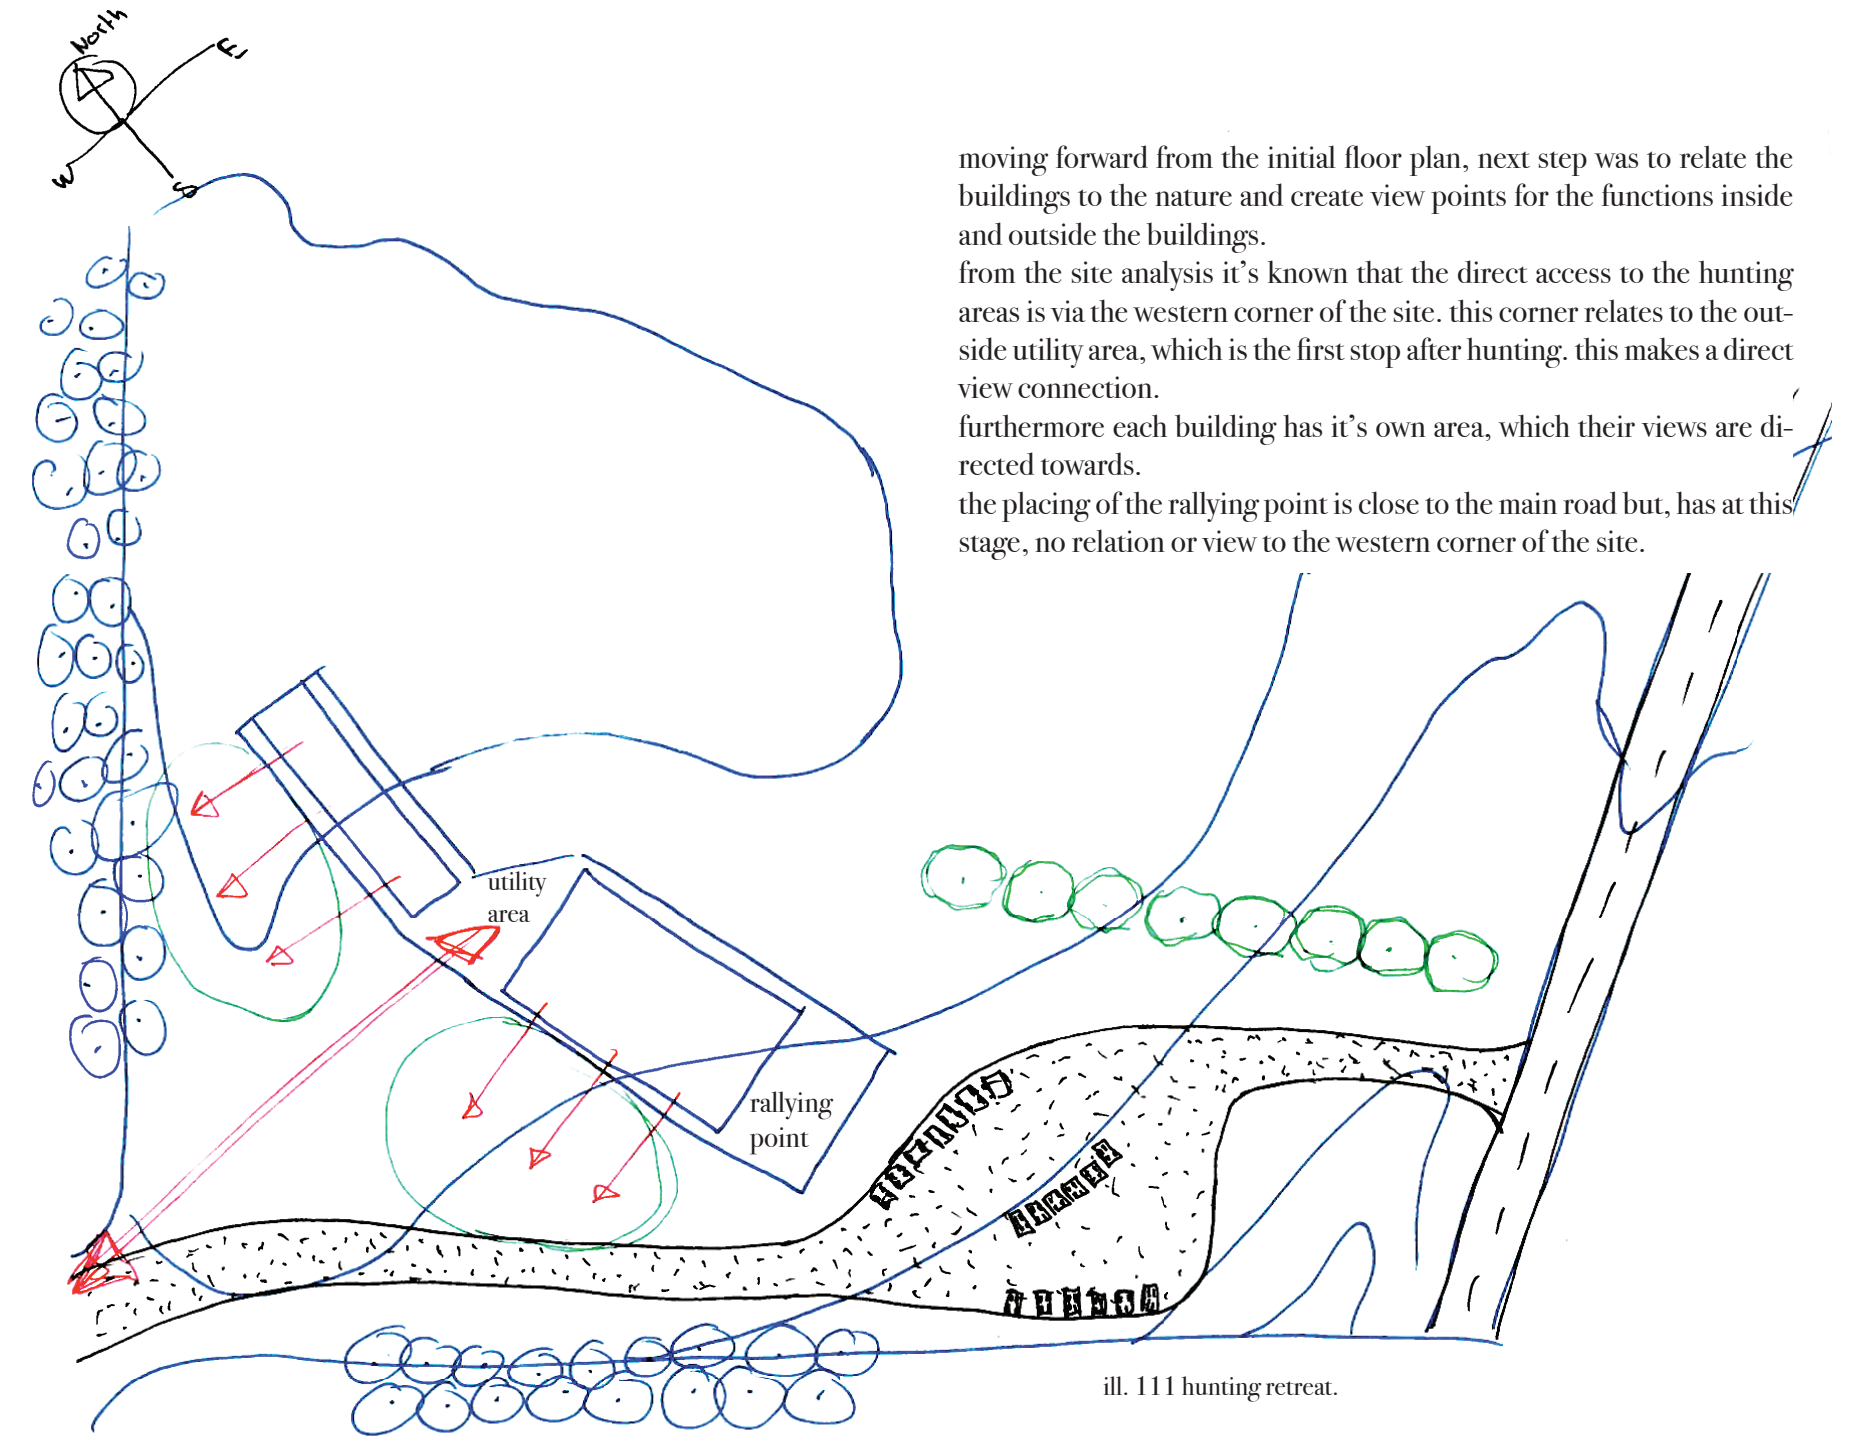 North
E
W
S
moving forward from the initial floor plan, next step was to relate the
buildings to the nature and create view points for the functions inside
and outside the buildings.
from the site analysis it’s known that the direct access to the hunting
areas is via the western corner of the site. this corner relates to the out-
side utility area, which is the first stop after hunting. this makes a direct
view connection.
furthermore each building has it’s own area, which their views are di-
rected towards.
the placing of the rallying point is close to the main road but, has at this
stage, no relation or view to the western corner of the site.
utility
area
rallying
point
ill. 111 hunting retreat.